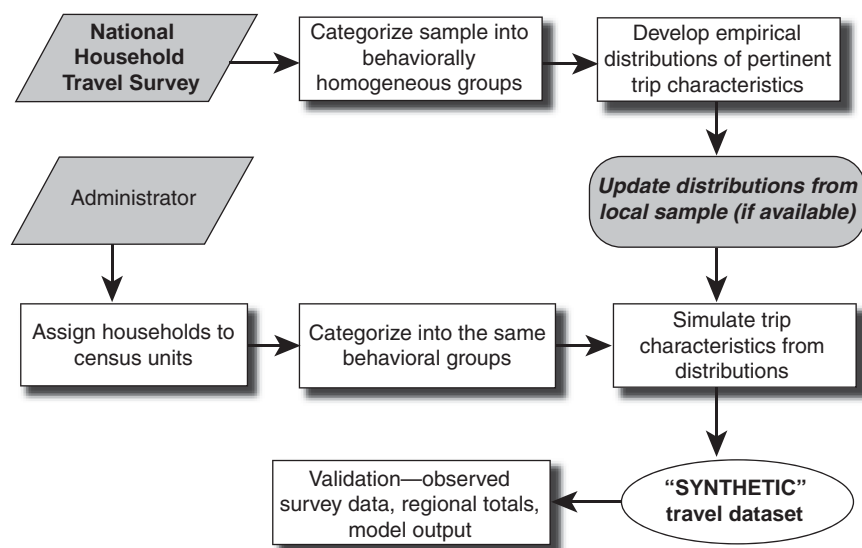 National
Household
Travel Survey
Categorize sample into
behaviorally
homogeneous groups
Develop empirical
distributions of pertinent
trip characteristics
Administrator
Update distributions from
local sample (if available)
Assign households to
census units
Categorize into the same
behavioral groups
Simulate trip
characteristics from
distributions
Validation—observed
survey data, regional totals,
model output
“SYNTHETIC”
travel dataset